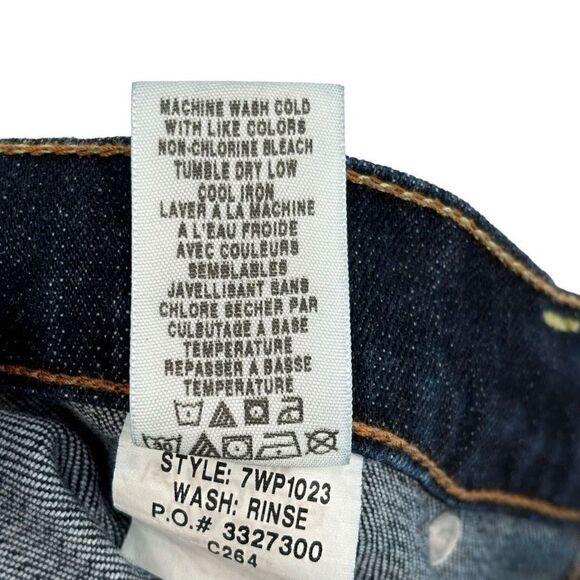 MACHINE WASH COLD
WITH LIKE COLORS
NON-CHLORINE BLEACH
TUMBLE DRY LOW
COOL IRON
LAVER A LA MACHINE
A L'EAU FROIDE
AVEC COULEURS
SEMBLABLES
JAVELLISANT SANS
CHLORE SECHER PAR
CULBUTAGE A BASE
TEMPERATURE
REPASSER A BASSE
TEMPERATURE
STYLE: 7WP1023
WASH: RINSE
P.O.# 3327300
C264